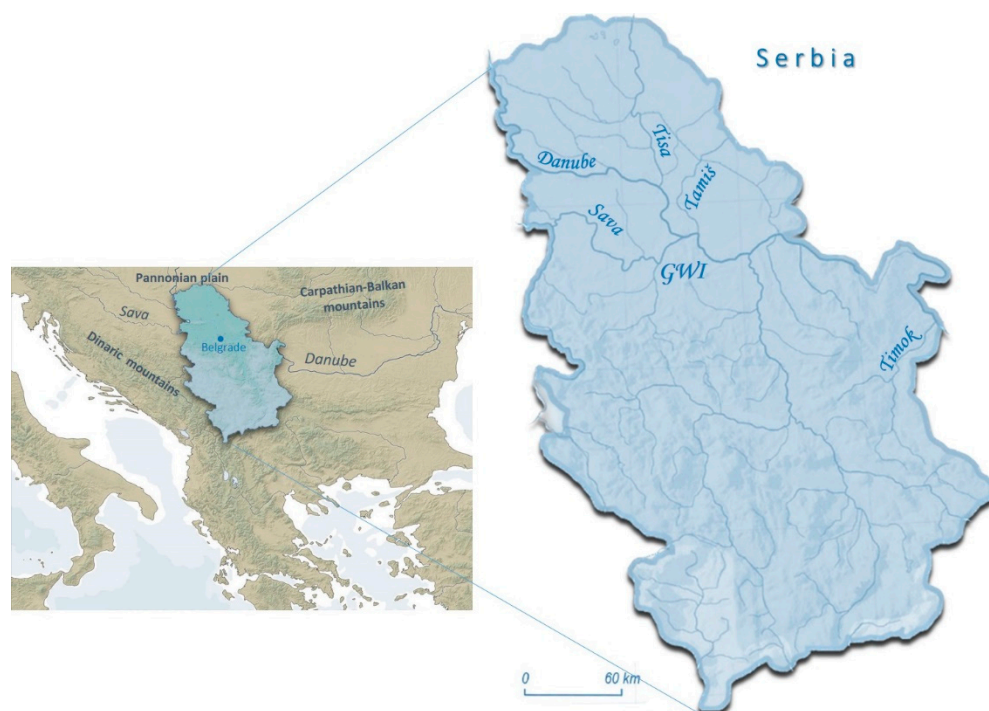 Serbia
Tisa
Danube
Tamiš
Sava
GWI
Timok
Pannonian plain
Carpathian-Balkan
mountains
Sava
Belgrade
Danube
Dinaric mountains
0 60 km